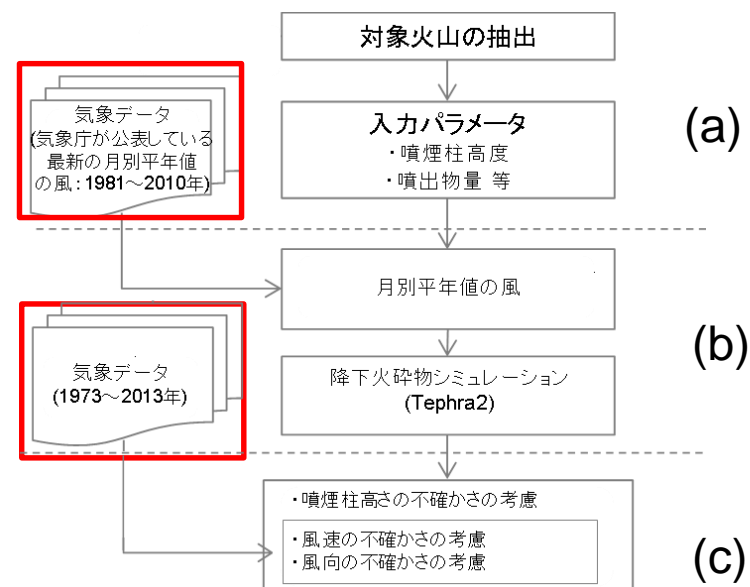 対象火山の抽出
気象データ
(気象庁が公表している
最新の月別平年値
の風：1981～2010年)
入力パラメータ
・噴煙柱高度
・噴出物量 等
(a)
月別平年値の風
気象データ
(1973～2013年)
降下火砕物シミュレーション
(Tephra2)
(b)
・噴煙柱高さの不確かさの考慮
・風速の不確かさの考慮
・風向の不確かさの考慮
(c)